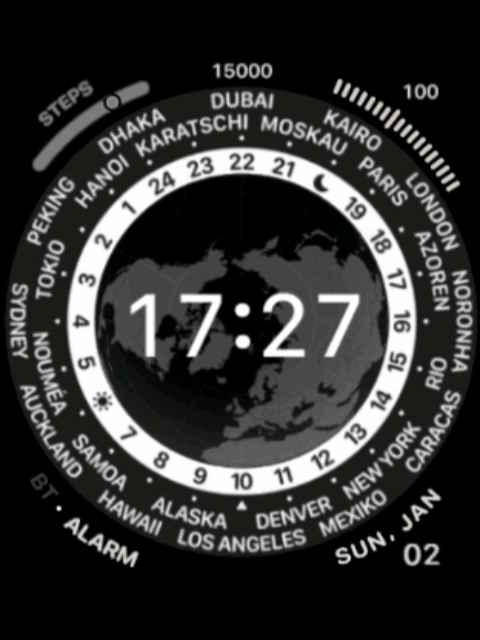 15000
100
STEPS
DUBAI
KAIRO
LONDON
NORONHA
CARACAS
MEXIKO
LOS ANGELES
HAWAII
AUCKLAND
SYDNEY
PEKING
DHAKA
KARATSCHI
MOSKAU
PARIS
AZOREN
RIO
NEW YORK
DENVER
ALASKA
SAMOA
NOUMÉA
TOKIO
HANOI
22
21
19
18
17
16
15
14
13
12
11
10
9
8
7
5
4
3
2
1
24
23
17:27
BT • ALARM
SUN, JAN
02